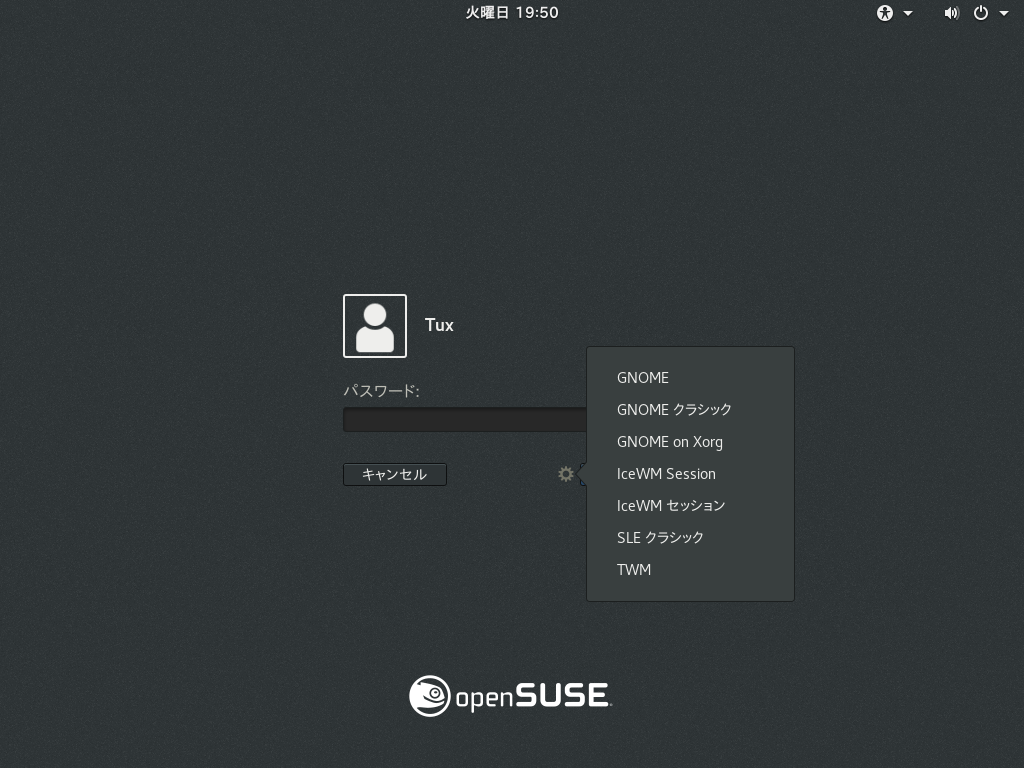 火曜日 19:50
Tux
パスワード:
キャンセル
GNOME
GNOME クラシック
GNOME on Xorg
IceWM Session
IceWM セッション
SLE クラシック
TWM
openSUSE